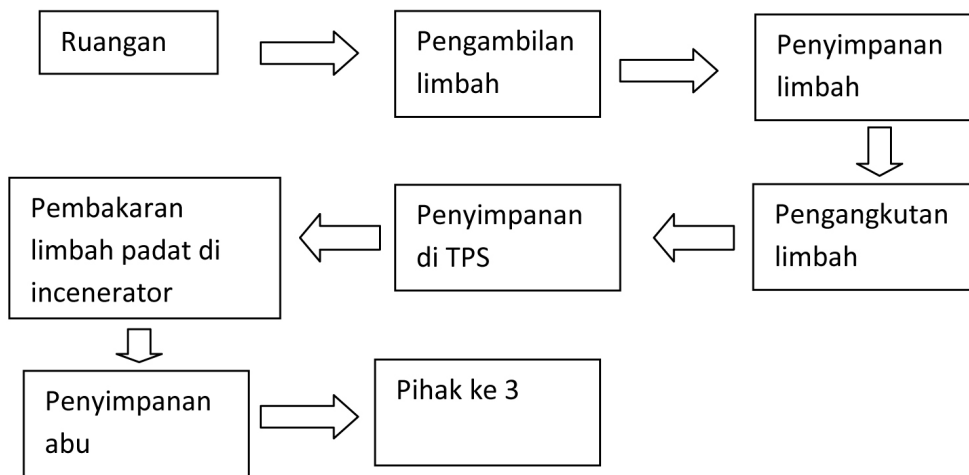 Ruangan
Pengambilan
limbah
Penyimpanan
limbah
Pengangkutan
limbah
Penyimpanan
di TPS
Pembakaran
limbah padat di
incenerator
Penyimpanan
abu
Pihak ke 3